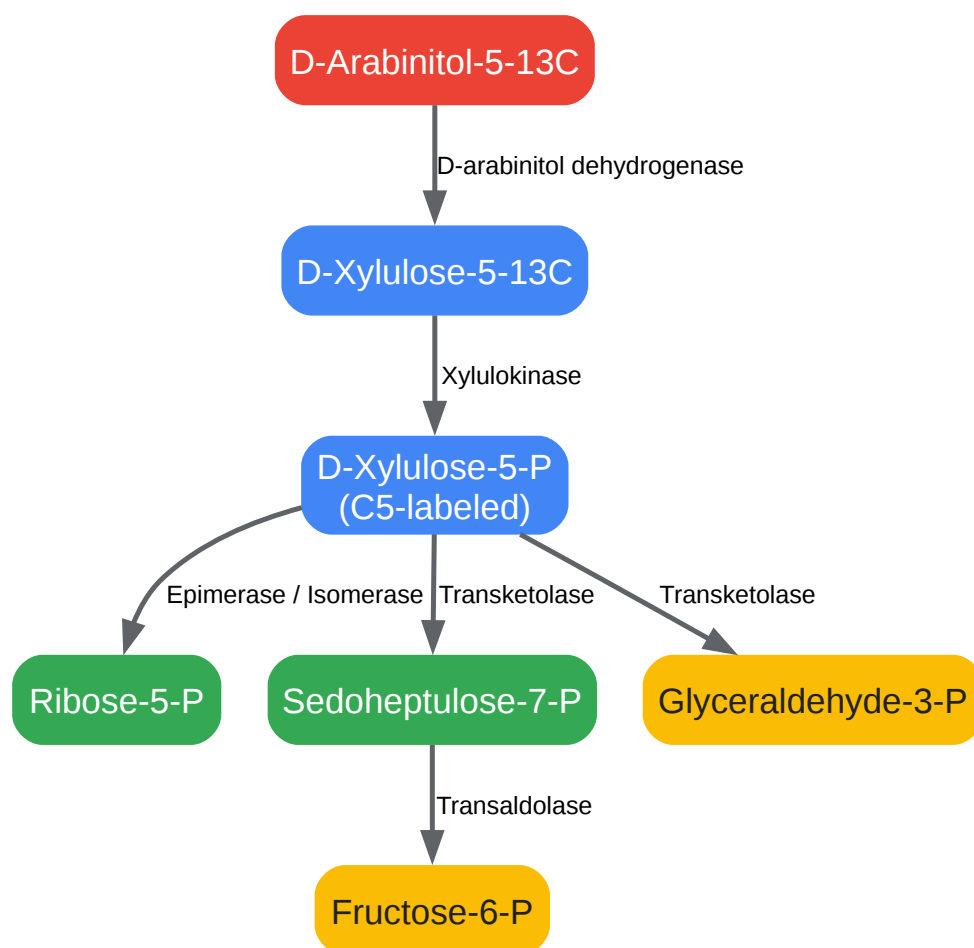 D-Arabinitol-5-13C
D-arabinitol dehydrogenase
D-Xylulose-5-13C
Xylulokinase
D-Xylulose-5-P
(C5-labeled)
Epimerase / Isomerase
Transketolase
Transketolase
Ribose-5-P
Sedoheptulose-7-P
Glyceraldehyde-3-P
Transaldolase
Fructose-6-P